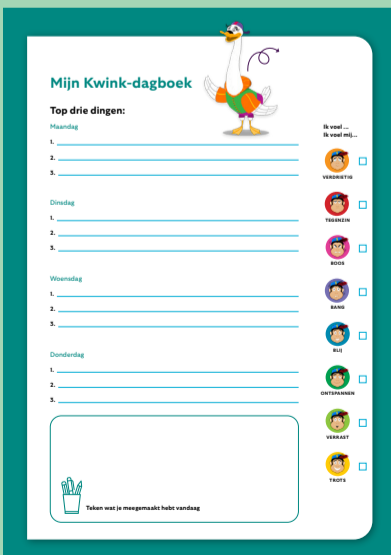 Mijn Kwink-dagboek
Top drie dingen:
Maandag
1.
2.
3.
Dinsdag
1.
2.
3.
Woensdag
1.
2.
3.
Donderdag
1.
2.
3.
Teken wat je meegemaakt hebt vandaag
Ik voel ...
Ik voel mij...
VERDRIETIG
TEGENZIN
BOOS
BANG
BLIJ
ONTSPANNEN
VERRAST
TROTS